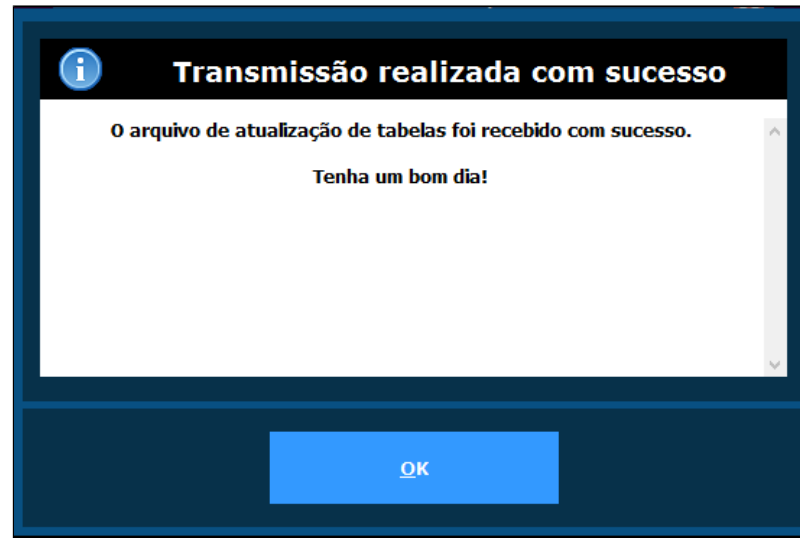 Transmissão realizada com sucesso
O arquivo de atualização de tabelas foi recebido com sucesso.
Tenha um bom dia!
OK